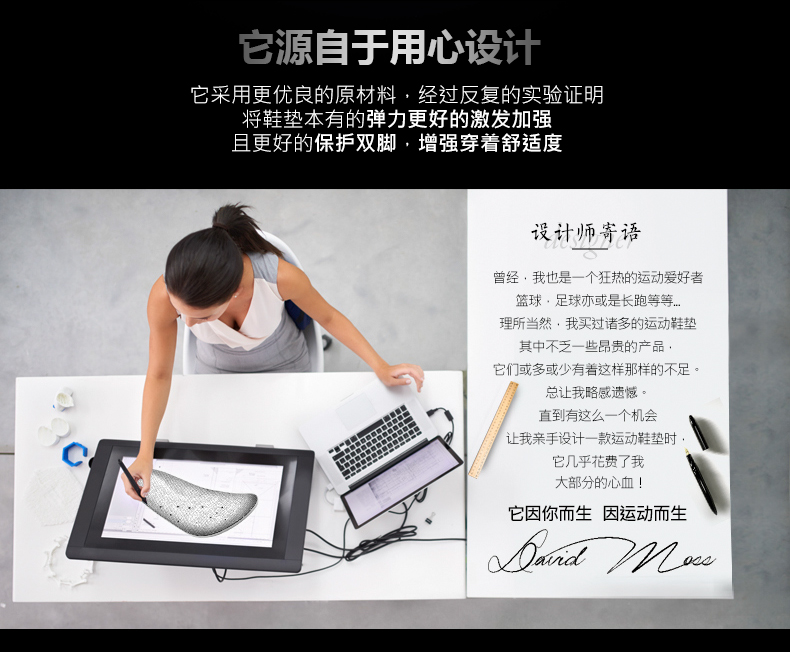 它源自于用心设计
它采用更优良的原材料，经过反复的实验证明
将鞋垫本有的弹力更好的激发加强
且更好的保护双脚，增强穿着舒适度
设计师寄语
designer
曾经，我也是一个狂热的运动爱好者
篮球，足球亦或是长跑等等...
理所当然，我买过诸多的运动鞋垫
其中不乏一些昂贵的产品，
它们或多或少有着这样那样的不足。
总让我略感遗憾。
直到有这么一个机会
让我亲手设计一款运动鞋垫时，
它几乎花费了我
大部分的心血！
它因你而生 因运动而生
David Moss